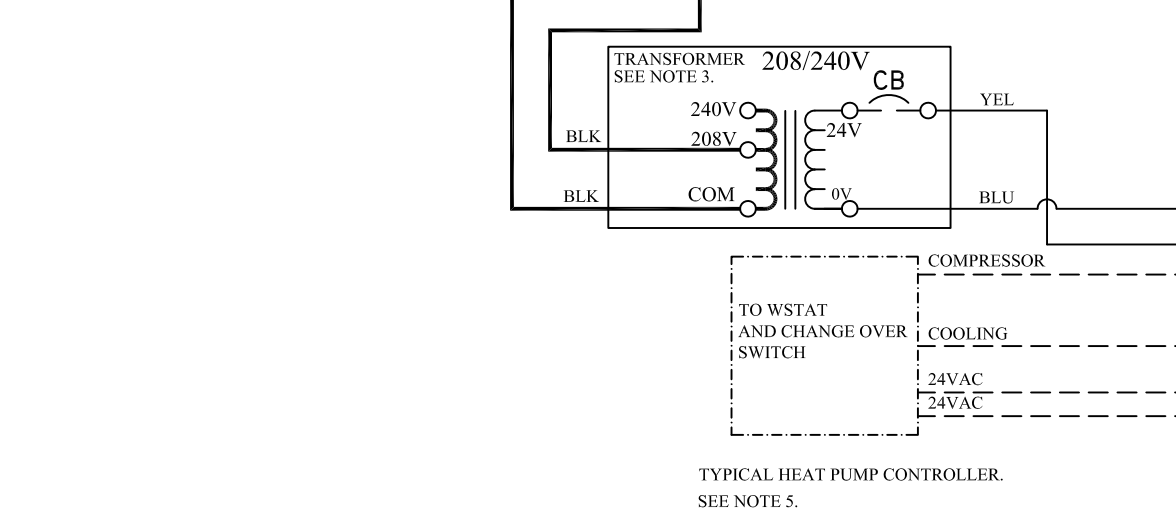 TRANSFORMER 208/240V
SEE NOTE 3.
CB
240V
YEL
24V
BLK
208V
BLK
COM
0V
BLU
COMPRESSOR
TO WSTAT
AND CHANGE OVER
SWITCH
COOLING
24VAC
24VAC
TYPICAL HEAT PUMP CONTROLLER.
SEE NOTE 5.